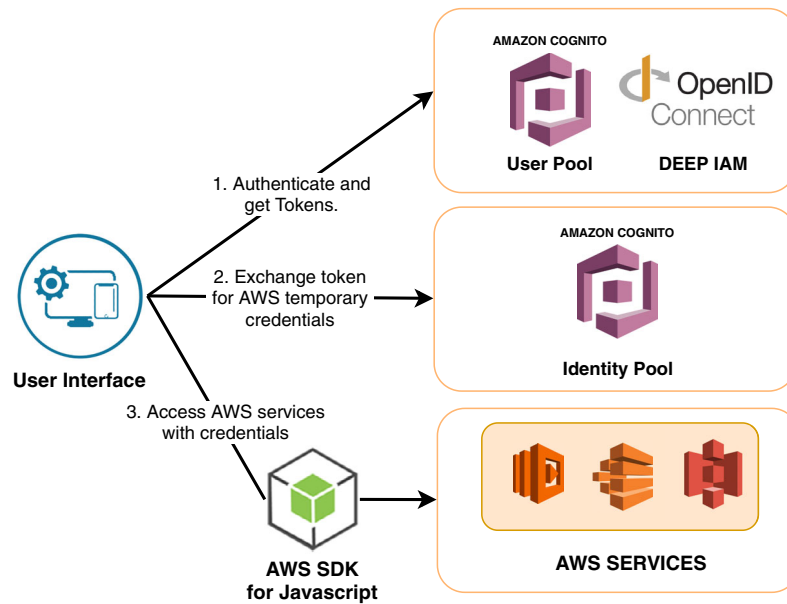 AMAZON COGNITO
OpenID
Connect
User Pool
DEEP IAM
1. Authenticate and
get Tokens.
AMAZON COGNITO
2. Exchange token
for AWS temporary
credentials
Identity Pool
User Interface
3. Access AWS services
with credentials
AWS SERVICES
AWS SDK
for Javascript